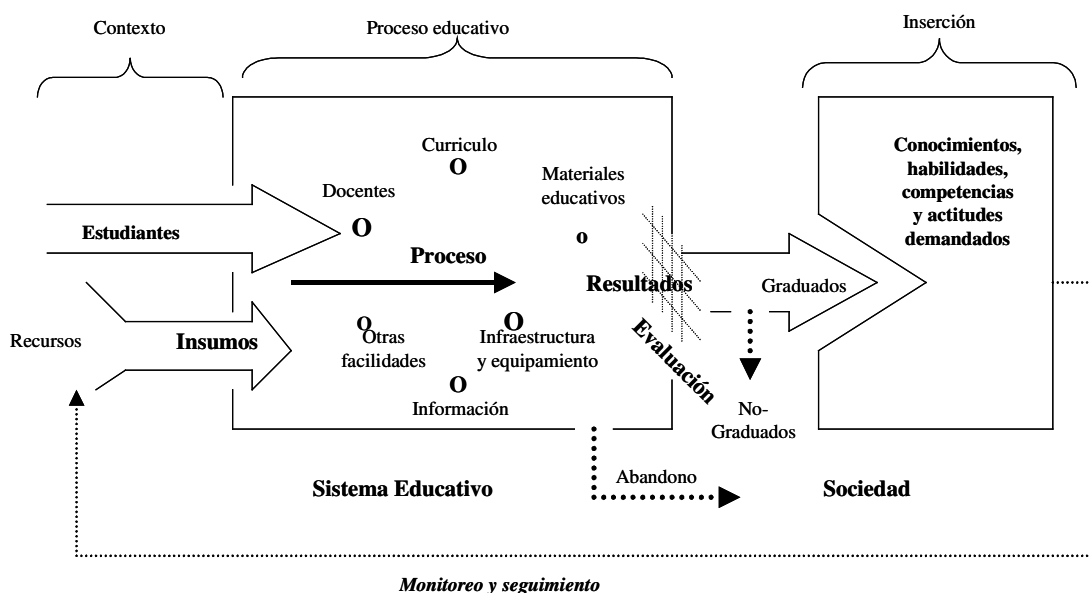 Contexto
Proceso educativo
Inserción
Curriculo
O
Docentes
O
Materiales
educativos
o
Conocimientos,
habilidades,
competencias
y actitudes
demandados
Estudiantes
Proceso
Resultados
Graduados
Recursos
Insumos
o
Otras
facilidades
O
Infraestructura
y equipamiento
Evaluación
O
Información
No-
Graduados
Abandono
Sistema Educativo
Sociedad
Monitoreo y seguimiento